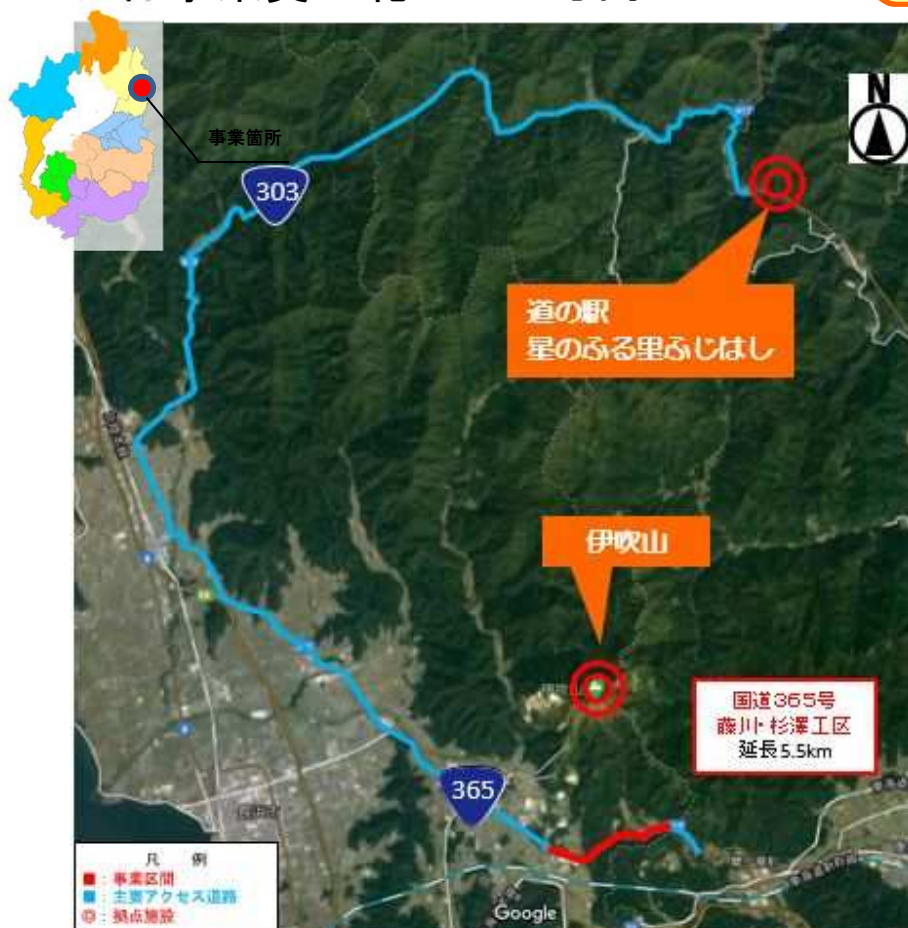 事業箇所
N
303
道の駅
星のふる里ふじはし
伊吹山
国道365号
藤川・杉澤工区
延長5.5km
365
凡 例
■：事業区間
■：主要アクセス道路
◎：拠点施設
Google